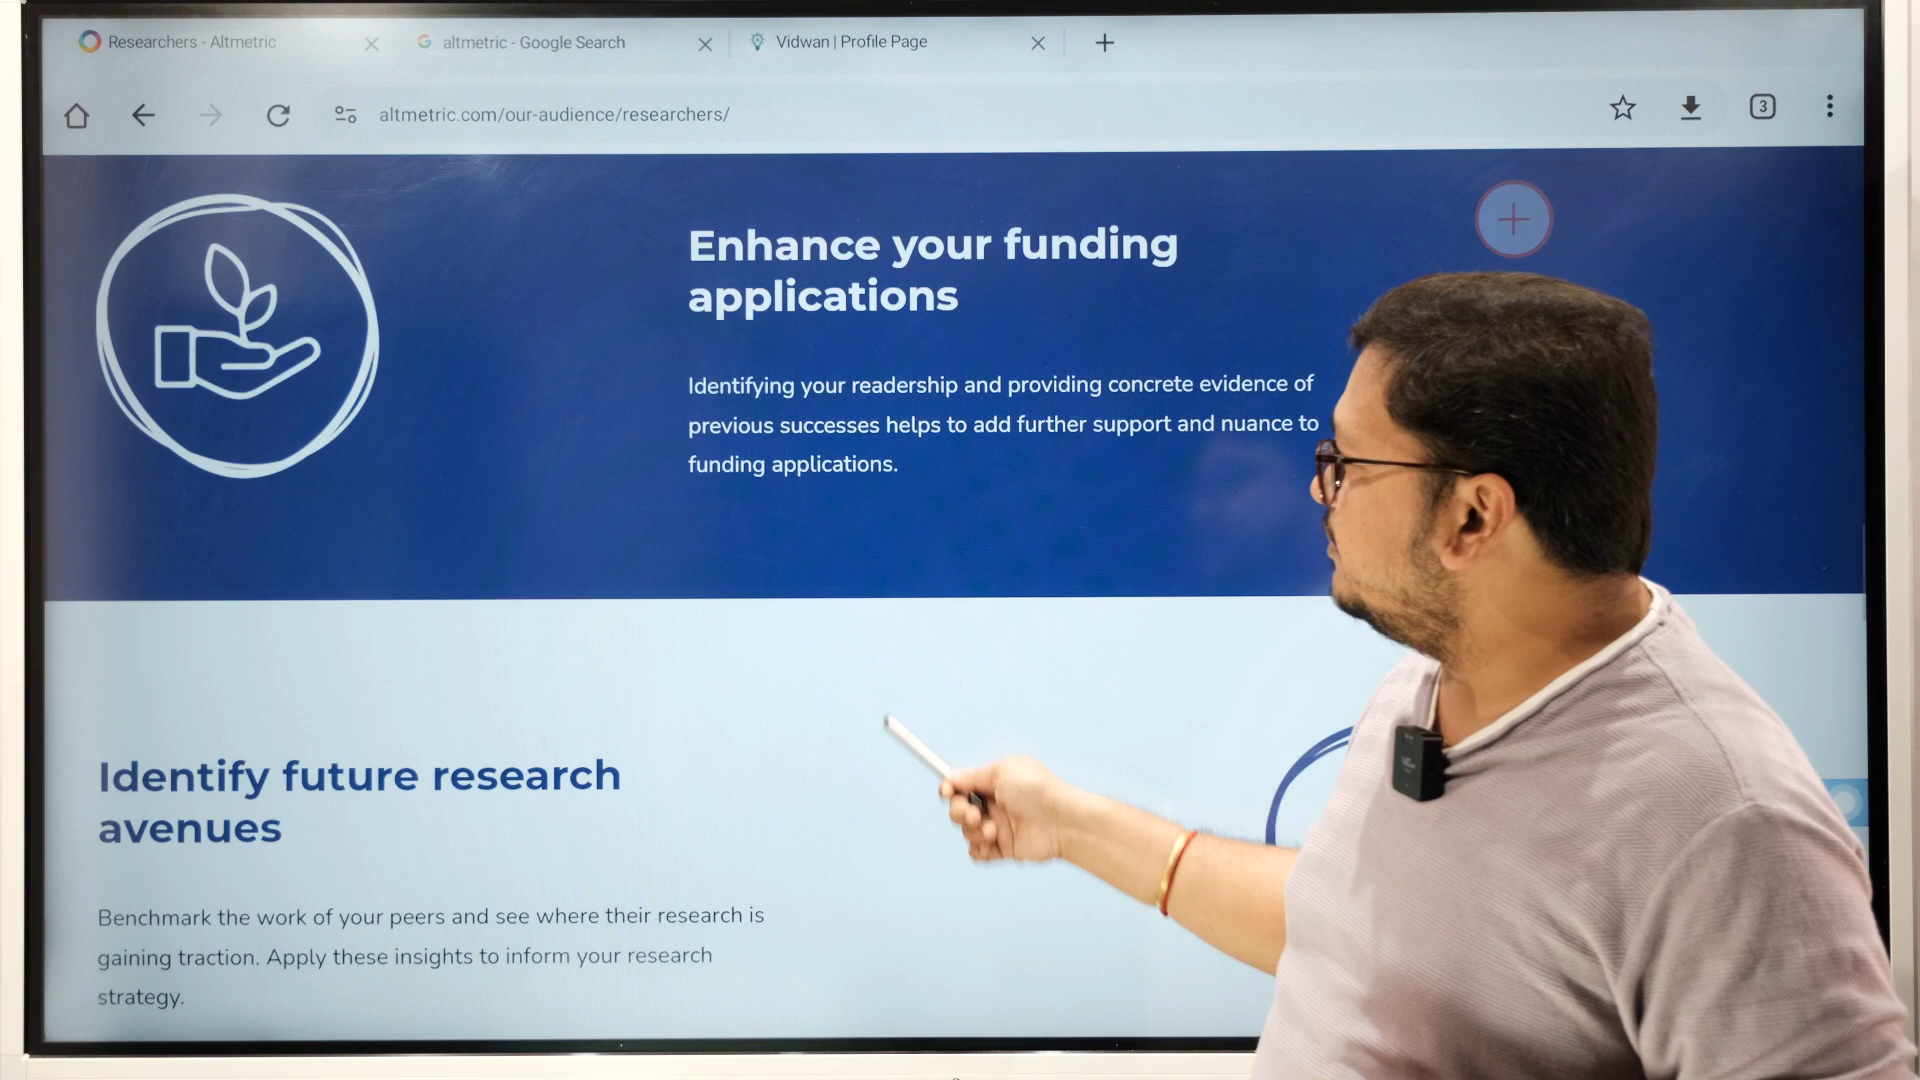 Researchers - Altmetric
altmetric - Google Search
Vidwan | Profile Page
altmetric.com/our-audience/researchers/
3
Enhance your funding
applications
Identifying your readership and providing concrete evidence of
previous successes helps to add further support and nuance to
funding applications.
Identify future research
avenues
Benchmark the work of your peers and see where their research is
gaining traction. Apply these insights to inform your research
strategy.